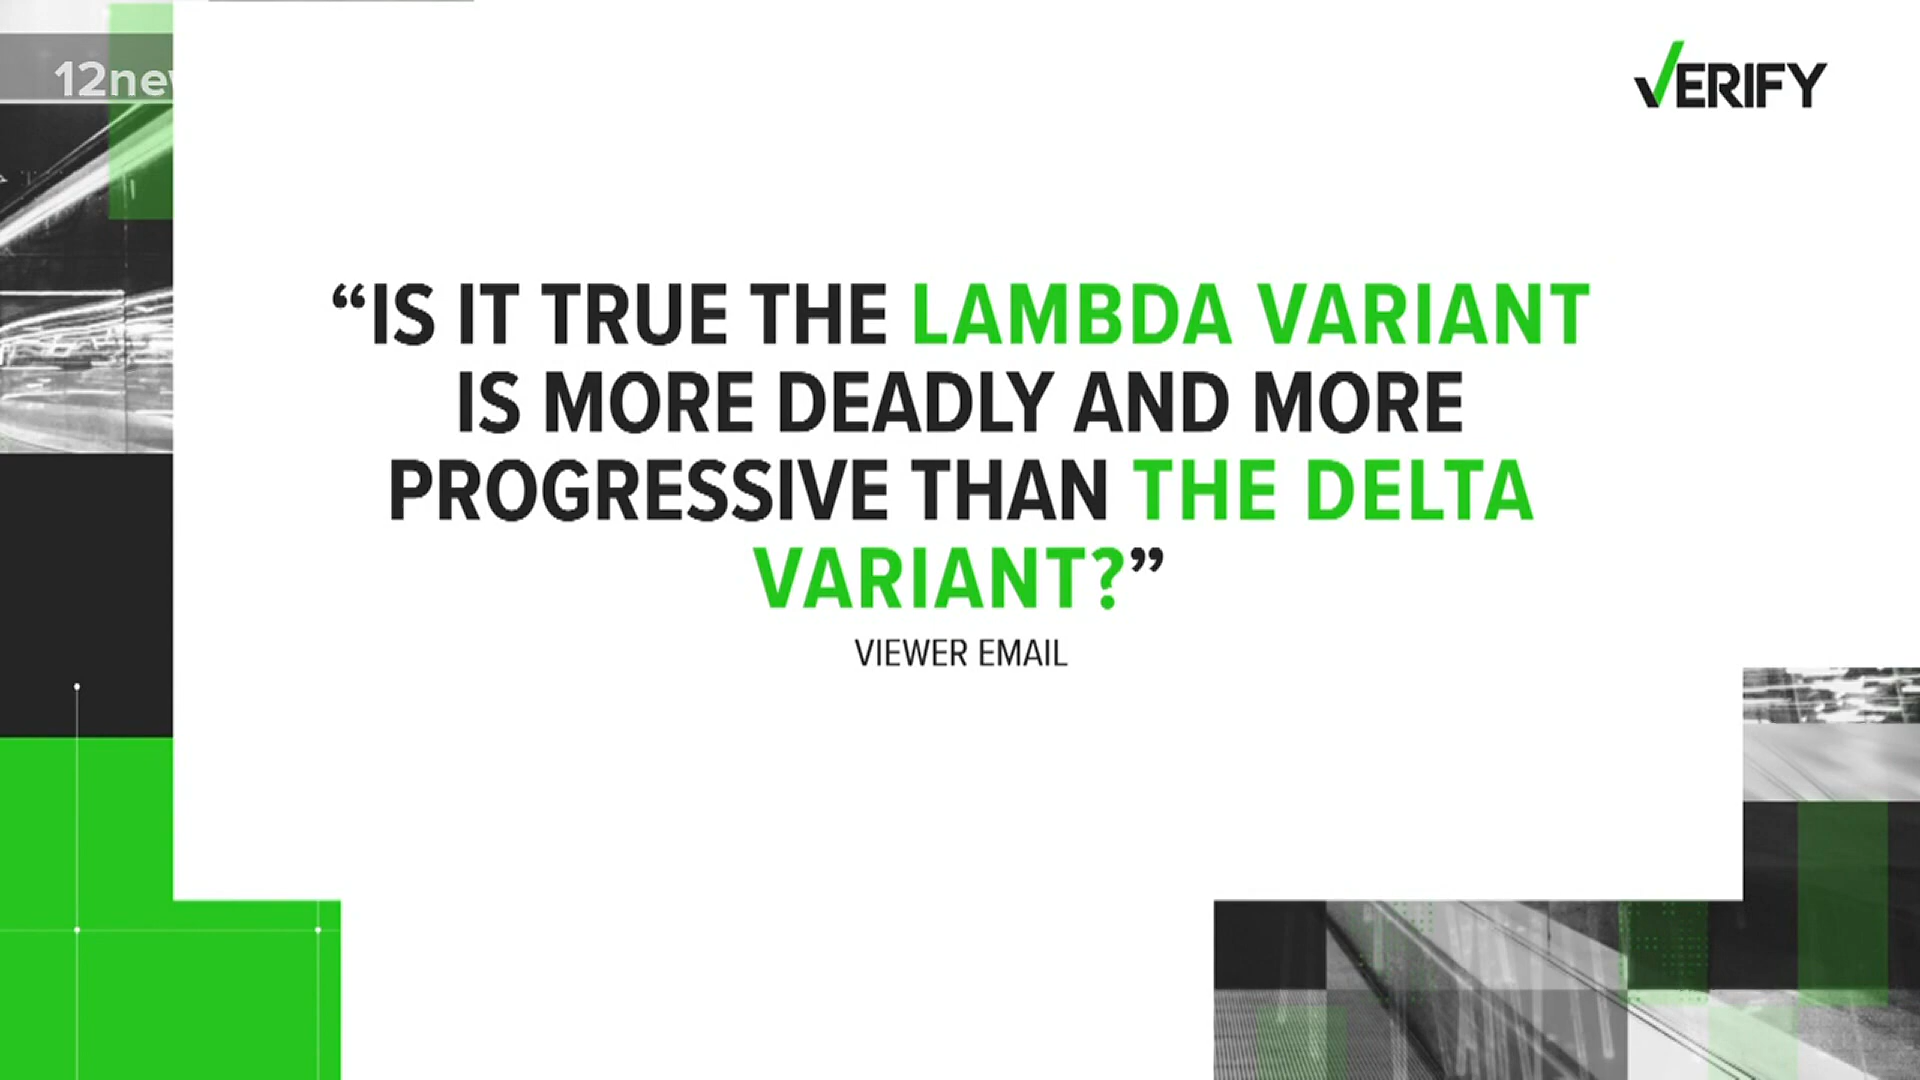 12new
VERIFY
“IS IT TRUE THE LAMBDA VARIANT
IS MORE DEADLY AND MORE
PROGRESSIVE THAN THE DELTA
VARIANT?”
VIEWER EMAIL